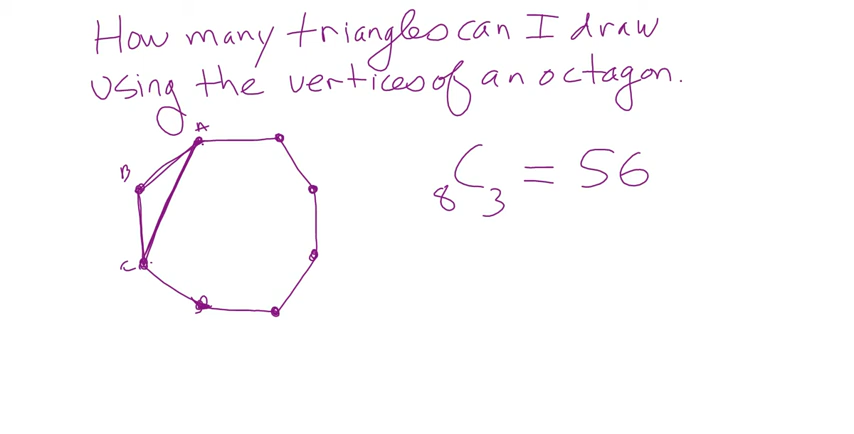 How many triangles can I draw
using the vertices of an octagon.
A
B
C
₈C₃ = 56